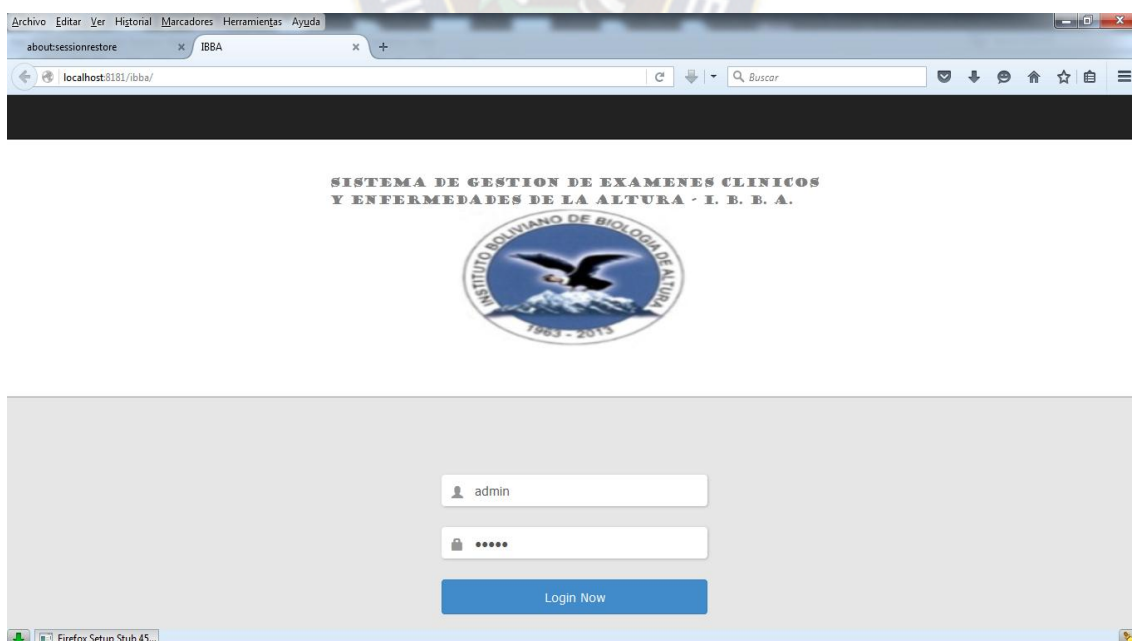 Archivo Editar Ver Historial Marcadores Herramientas Ayuda
about:sessionrestore
IBBA
localhost:8181/ibba/
Buscar
SISTEMA DE GESTION DE EXAMENES CLINICOS
Y ENFERMEDADES DE LA ALTURA - I. B. B. A.
INSTITUTO BOLIVIANO DE BIOLOGIA DE ALTURA
1963 - 2013
admin
•••••
Login Now
Firefox Setup Stub 45...